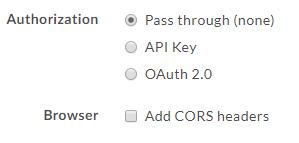 Authorization Pass through (none)
API Key
OAuth 2.0
Browser Add CORS headers